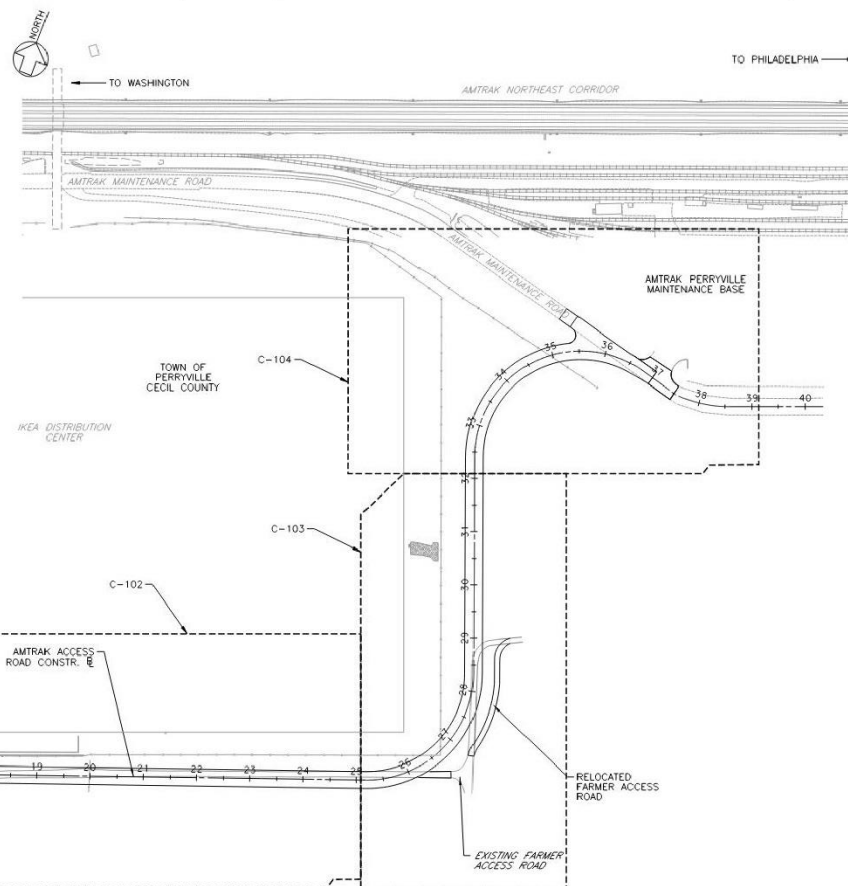 NORTH
TO WASHINGTON
TO PHILADELPHIA
AMTRAK NORTHEAST CORRIDOR
AMTRAK MAINTENANCE ROAD
AMTRAK MAINTENANCE ROAD
AMTRAK PERRYVILLE
MAINTENANCE BASE
C-104
TOWN OF
PERRYVILLE
CECIL COUNTY
IKEA DISTRIBUTION
CENTER
35
36
37
38
39
40
34
33
32
31
30
29
28
27
C-103
C-102
AMTRAK ACCESS
ROAD CONSTR. ℄
19
20
21
22
23
24
25
26
RELOCATED
FARMER ACCESS
ROAD
EXISTING FARMER
ACCESS ROAD